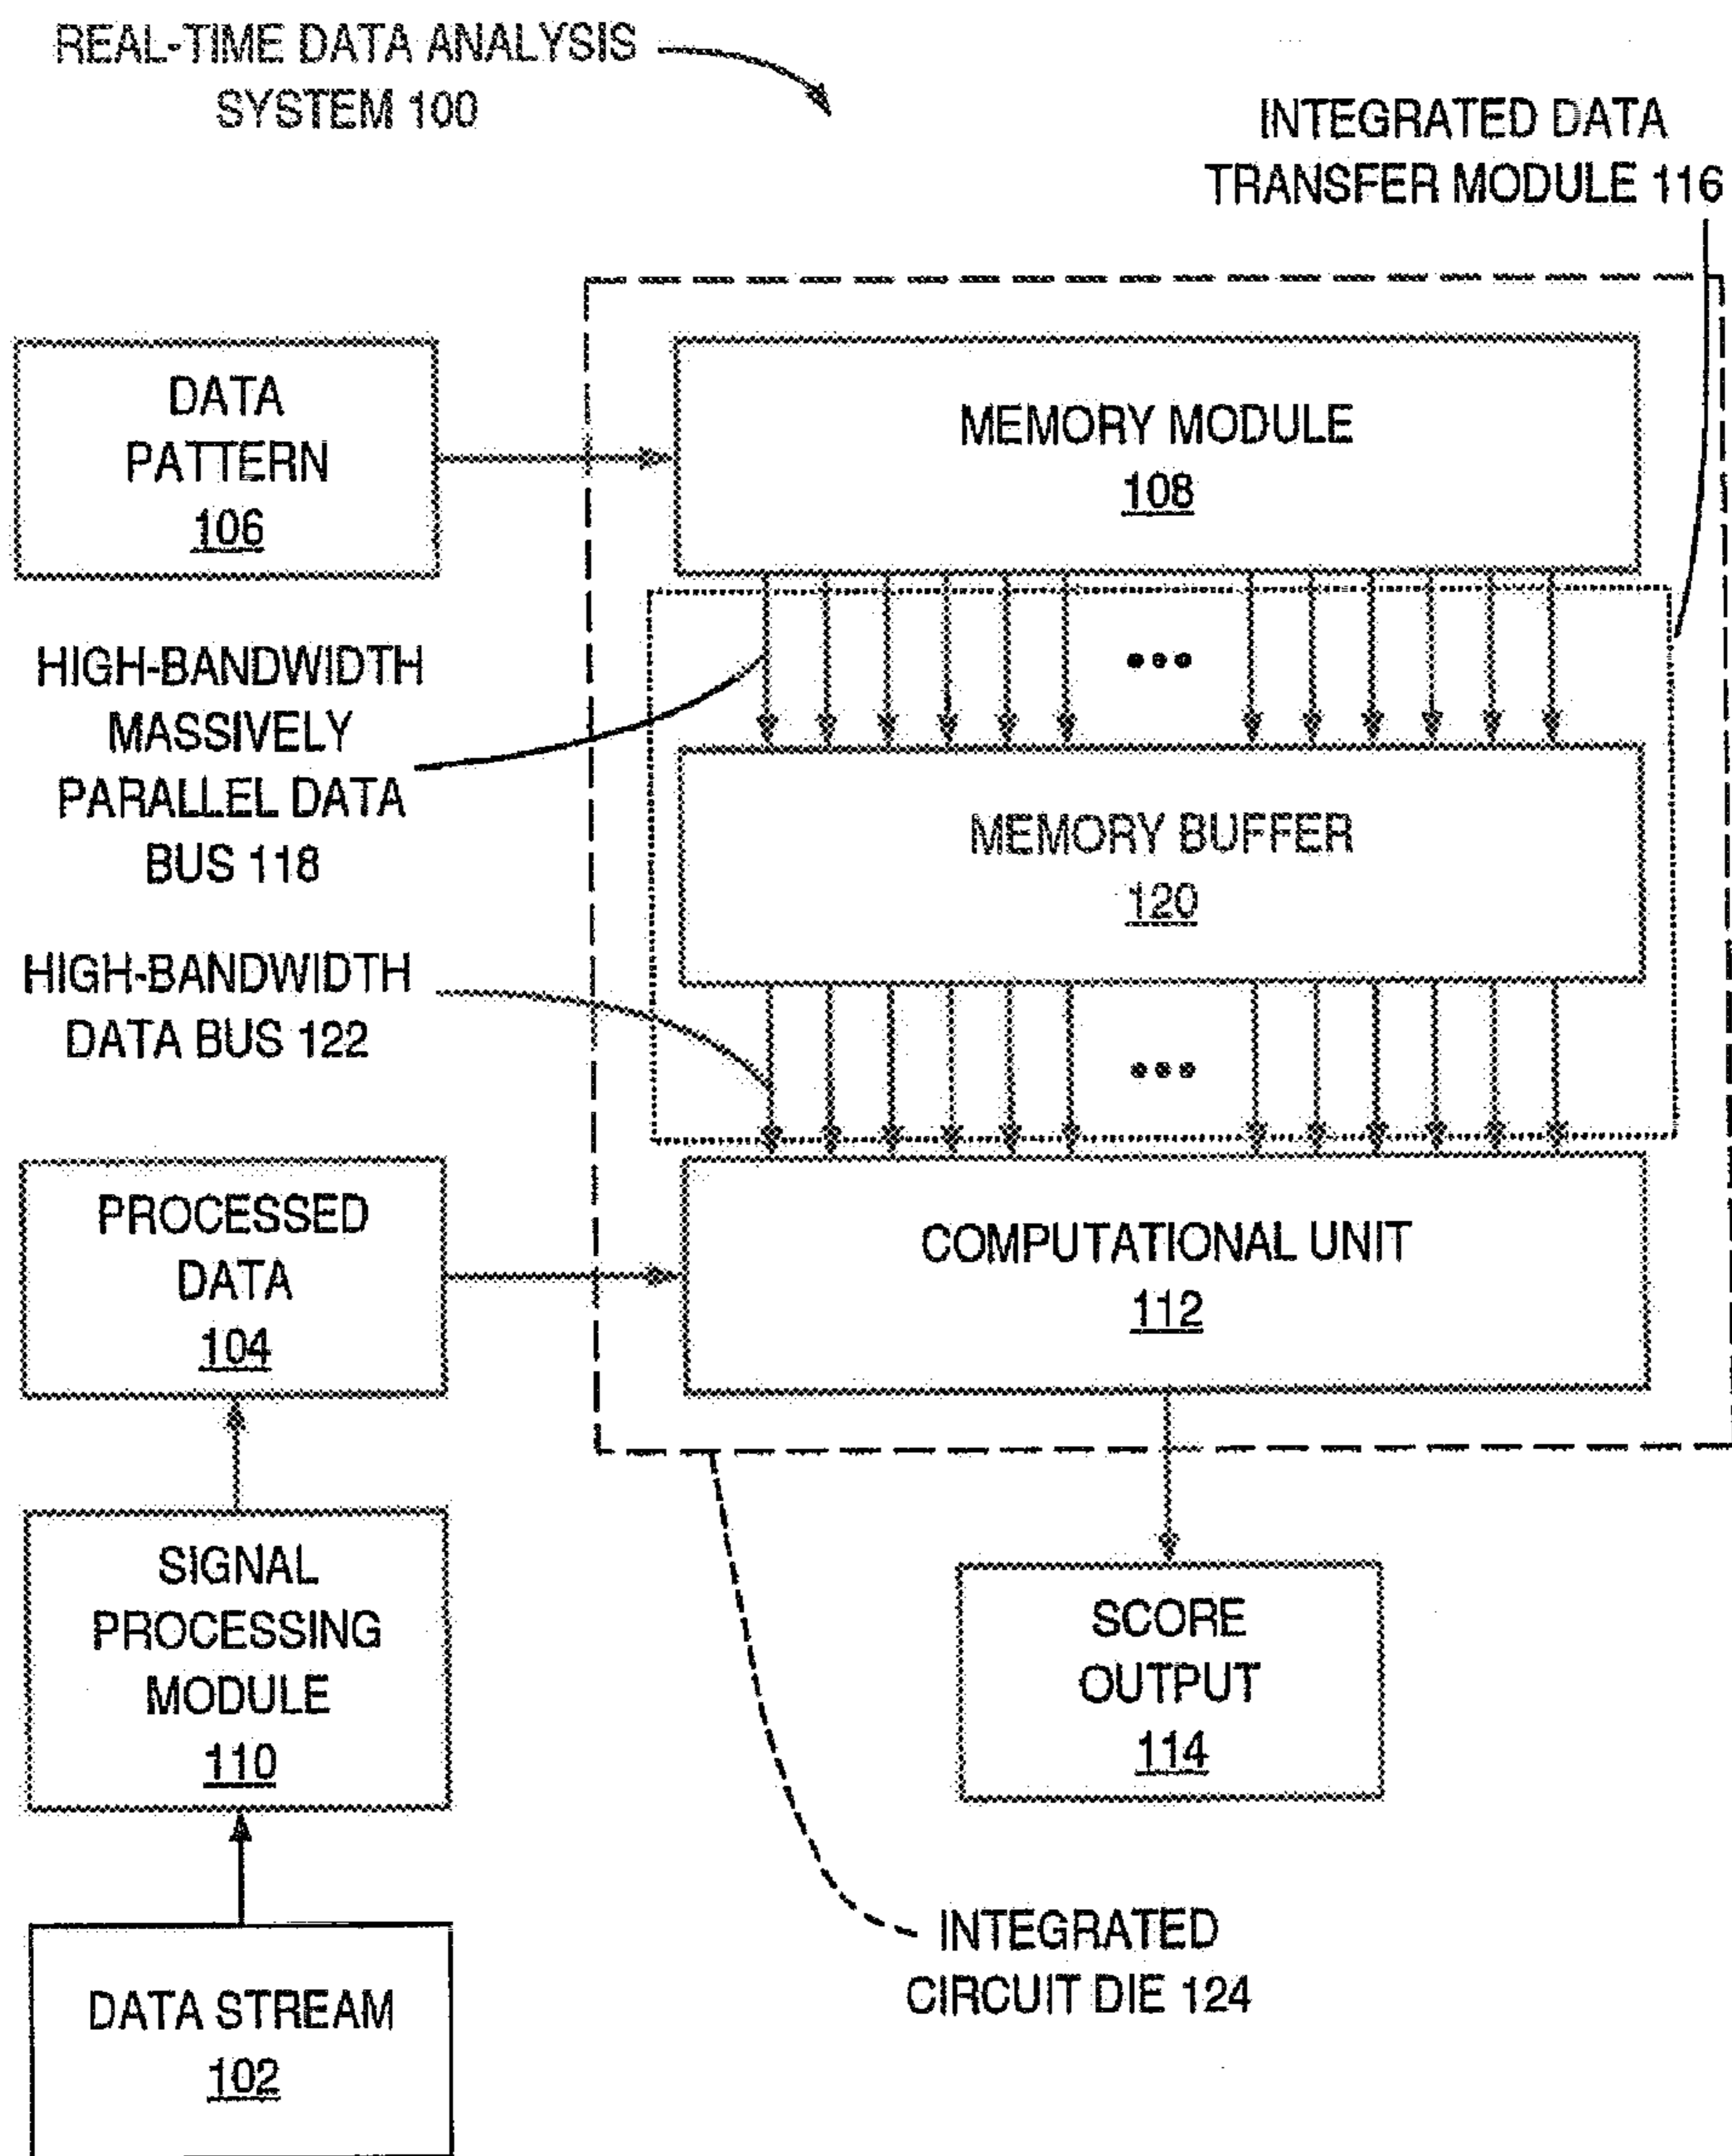 REAL-TIME DATA ANALYSIS
SYSTEM 100
INTEGRATED DATA
TRANSFER MODULE 116
DATA
PATTERN
106
MEMORY MODULE
108
HIGH-BANDWIDTH
MASSIVELY
PARALLEL DATA
BUS 118
MEMORY BUFFER
120
HIGH-BANDWIDTH
DATA BUS 122
PROCESSED
DATA
104
COMPUTATIONAL UNIT
112
SIGNAL
PROCESSING
MODULE
110
SCORE
OUTPUT
114
INTEGRATED
CIRCUIT DIE 124
DATA STREAM
102